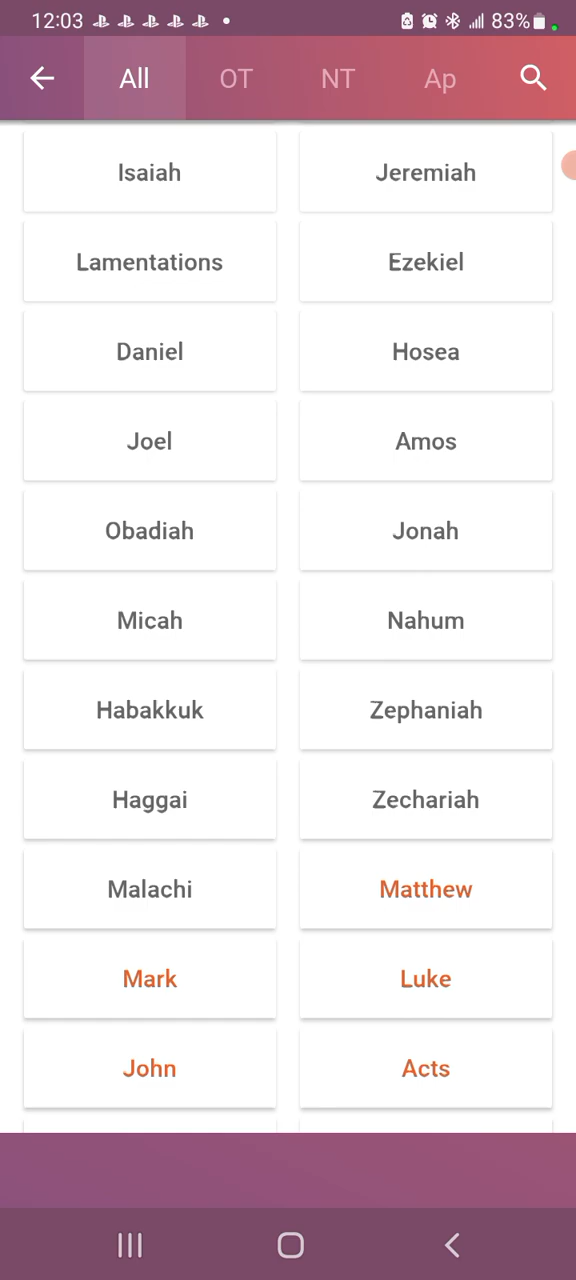 12:03 83%
All OT NT Ap
Isaiah Jeremiah
Lamentations Ezekiel
Daniel Hosea
Joel Amos
Obadiah Jonah
Micah Nahum
Habakkuk Zephaniah
Haggai Zechariah
Malachi Matthew
Mark Luke
John Acts